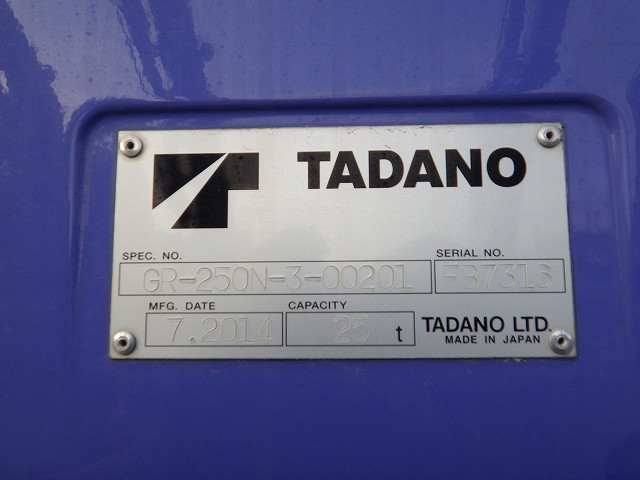 TADANO
SPEC. NO.
GR-250N-3-00201
SERIAL NO.
FB7316
MFG. DATE
7.2014
CAPACITY
25 t
TADANO LTD.
MADE IN JAPAN